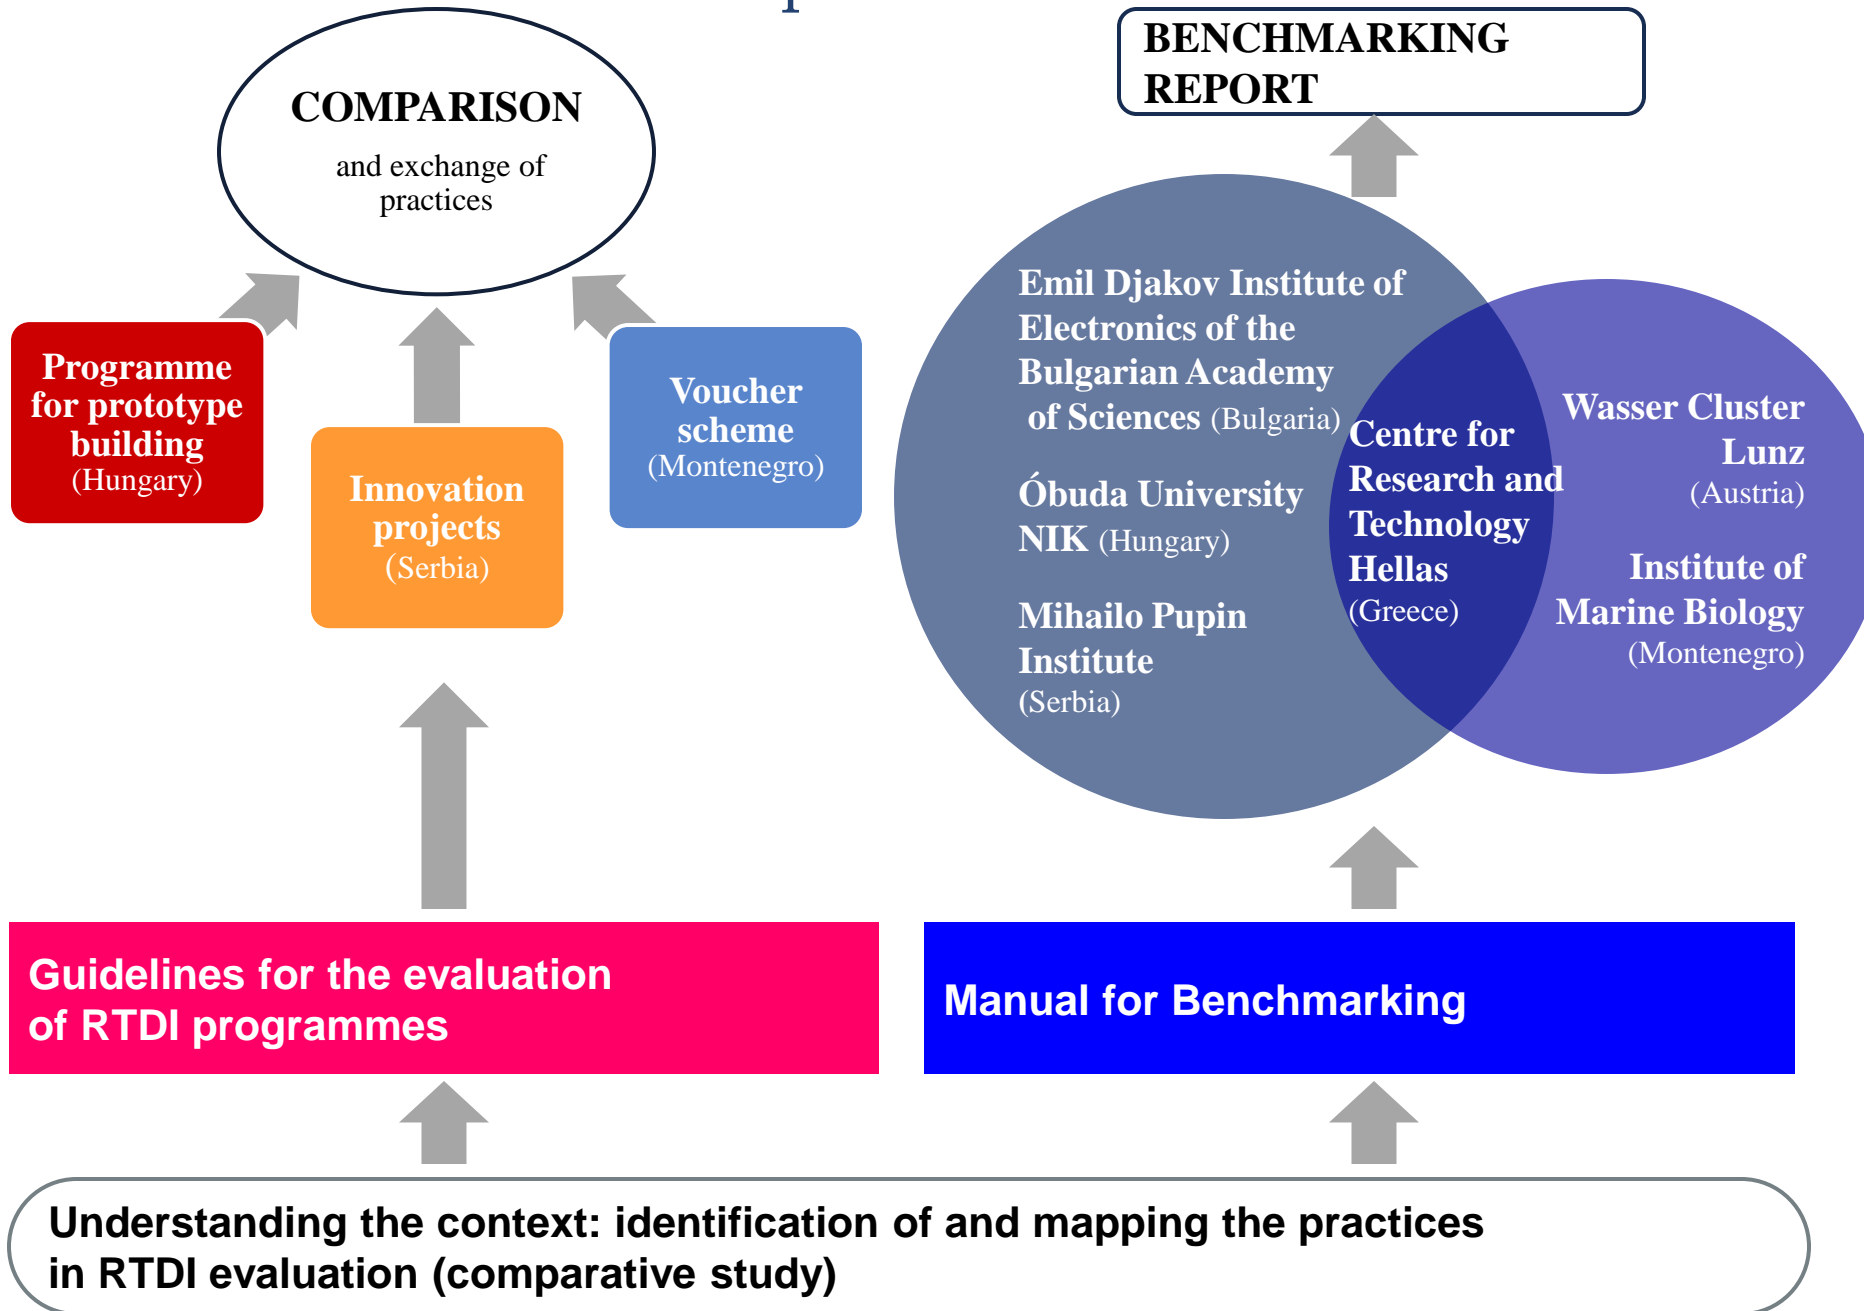 COMPARISON
and exchange of
practices
Programme
for prototype
building
(Hungary)
Innovation
projects
(Serbia)
Voucher
scheme
(Montenegro)
Guidelines for the evaluation
of RTDI programmes
BENCHMARKING
REPORT
Emil Djakov Institute of
Electronics of the
Bulgarian Academy
of Sciences (Bulgaria)
Óbuda University
NIK (Hungary)
Mihailo Pupin
Institute
(Serbia)
Centre for
Research and
Technology
Hellas
(Greece)
Wasser Cluster
Lunz
(Austria)
Institute of
Marine Biology
(Montenegro)
Manual for Benchmarking
Understanding the context: identification of and mapping the practices
in RTDI evaluation (comparative study)